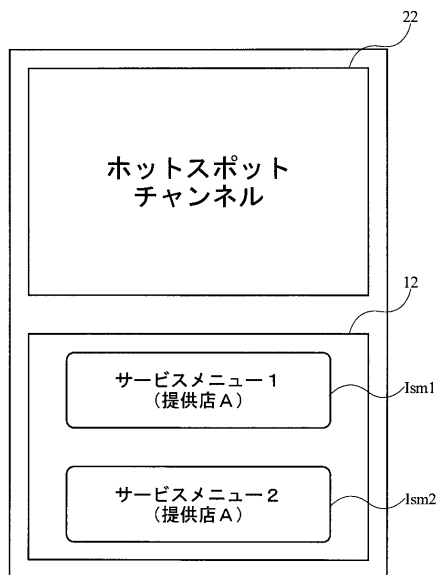 22
ホットスポット
チャンネル
12
サービスメニュー1
(提供店A)
Ism1
サービスメニュー2
(提供店A)
Ism2